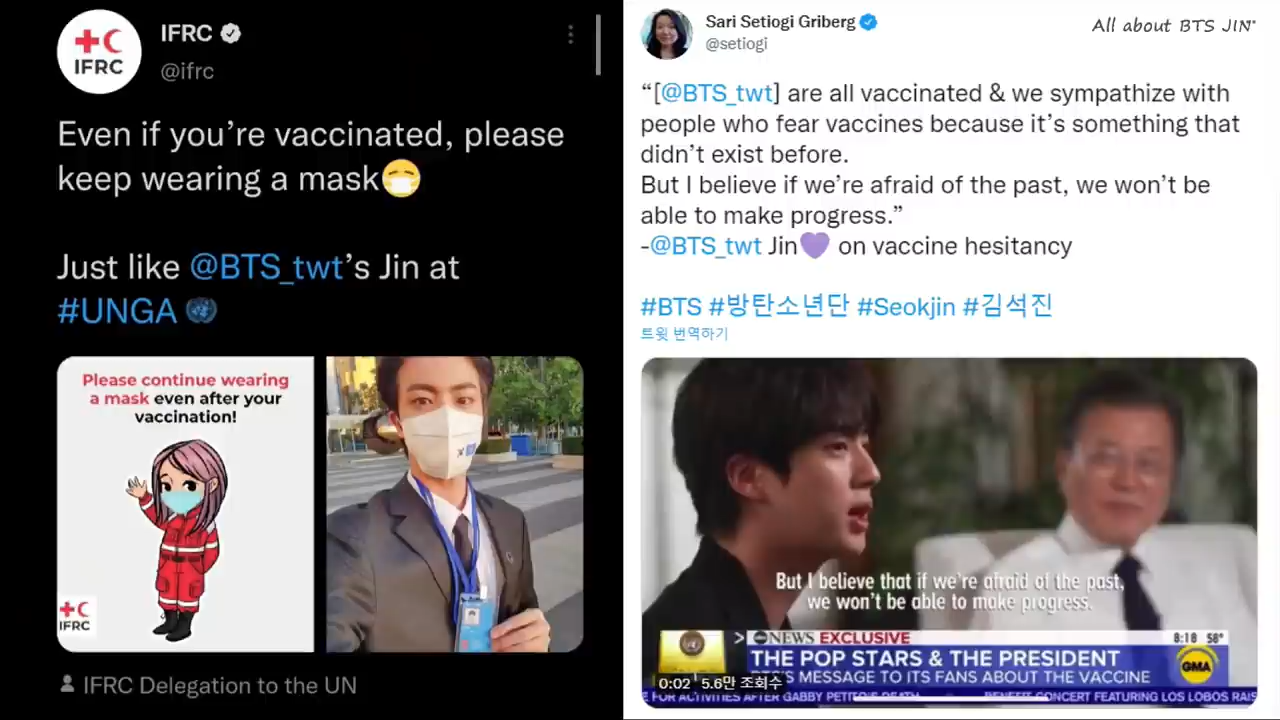 IFRC
@ifrc
Even if you’re vaccinated, please
keep wearing a mask😷
Just like @BTS_twt’s Jin at
#UNGA 🇺🇳
Please continue wearing
a mask even after your
vaccination!
IFRC
IFRC
IFRC Delegation to the UN
Sari Setiogi Griberg
@setiogi
All about BTS JIN
“[@BTS_twt] are all vaccinated & we sympathize with
people who fear vaccines because it’s something that
didn’t exist before.
But I believe if we’re afraid of the past, we won’t be
able to make progress.”
-@BTS_twt Jin💜 on vaccine hesitancy
#BTS #방탄소년단 #Seokjin #김석진
트윗 번역하기
But I believe that if we're afraid of the past,
we won't be able to make progress.
NEWS EXCLUSIVE
8:18 58°
THE POP STARS & THE PRESIDENT
GMA
MESSAGE TO ITS FANS ABOUT THE VACCINE
0:02 5.6만 조회수
FOR ACTIVITIES AFTER GABBY PETITO'S DEATH
BENEFIT CONCERT FEATURING LOS LOBOS RAIS